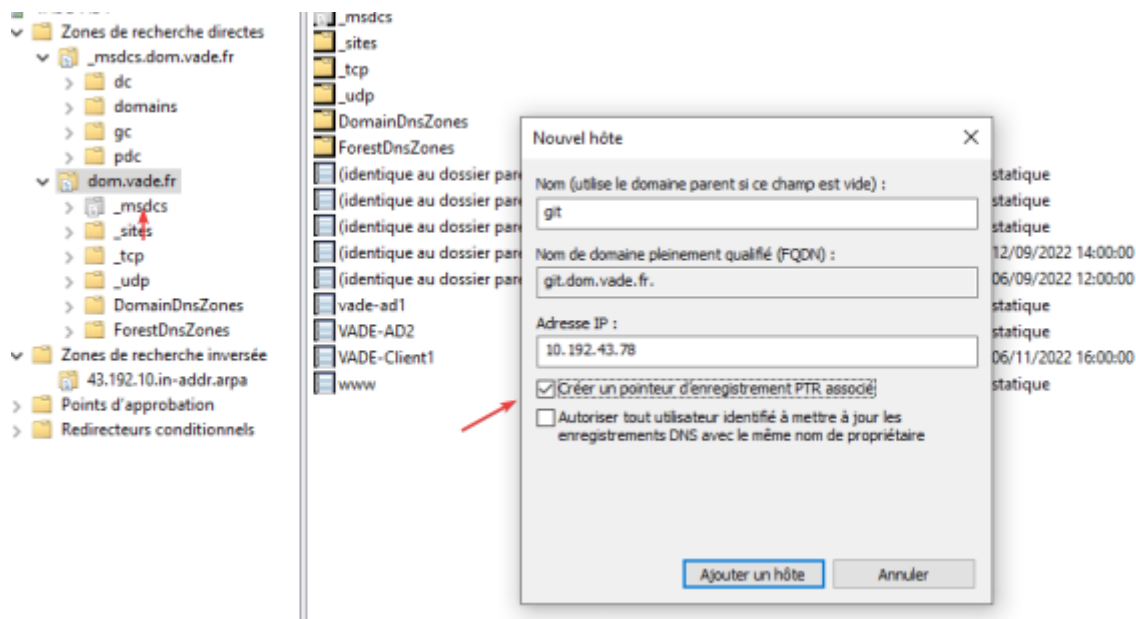 Zones de recherche directes
_msdcs.dom.vade.fr
dc
domains
gc
pdc
dom.vade.fr
_msdcs
_sites
_tcp
_udp
DomainDnsZones
ForestDnsZones
Zones de recherche inversée
43.192.10.in-addr.arpa
Points d'approbation
Redirecteurs conditionnels
_msdcs
_sites
_tcp
_udp
DomainDnsZones
ForestDnsZones
(identique au dossier pare
statique
(identique au dossier pare
statique
(identique au dossier pare
statique
(identique au dossier pare
12/09/2022 14:00:00
(identique au dossier pare
06/09/2022 12:00:00
vade-ad1
statique
VADE-AD2
statique
VADE-Client1
06/11/2022 16:00:00
www
statique
Nouvel hôte
Nom (utilise le domaine parent si ce champ est vide) :
git
Nom de domaine pleinement qualifié (FQDN) :
git.dom.vade.fr.
Adresse IP :
10.192.43.78
Créer un pointeur d'enregistrement PTR associé
Autoriser tout utilisateur identifié à mettre à jour les
enregistrements DNS avec le même nom de propriétaire
Ajouter un hôte
Annuler